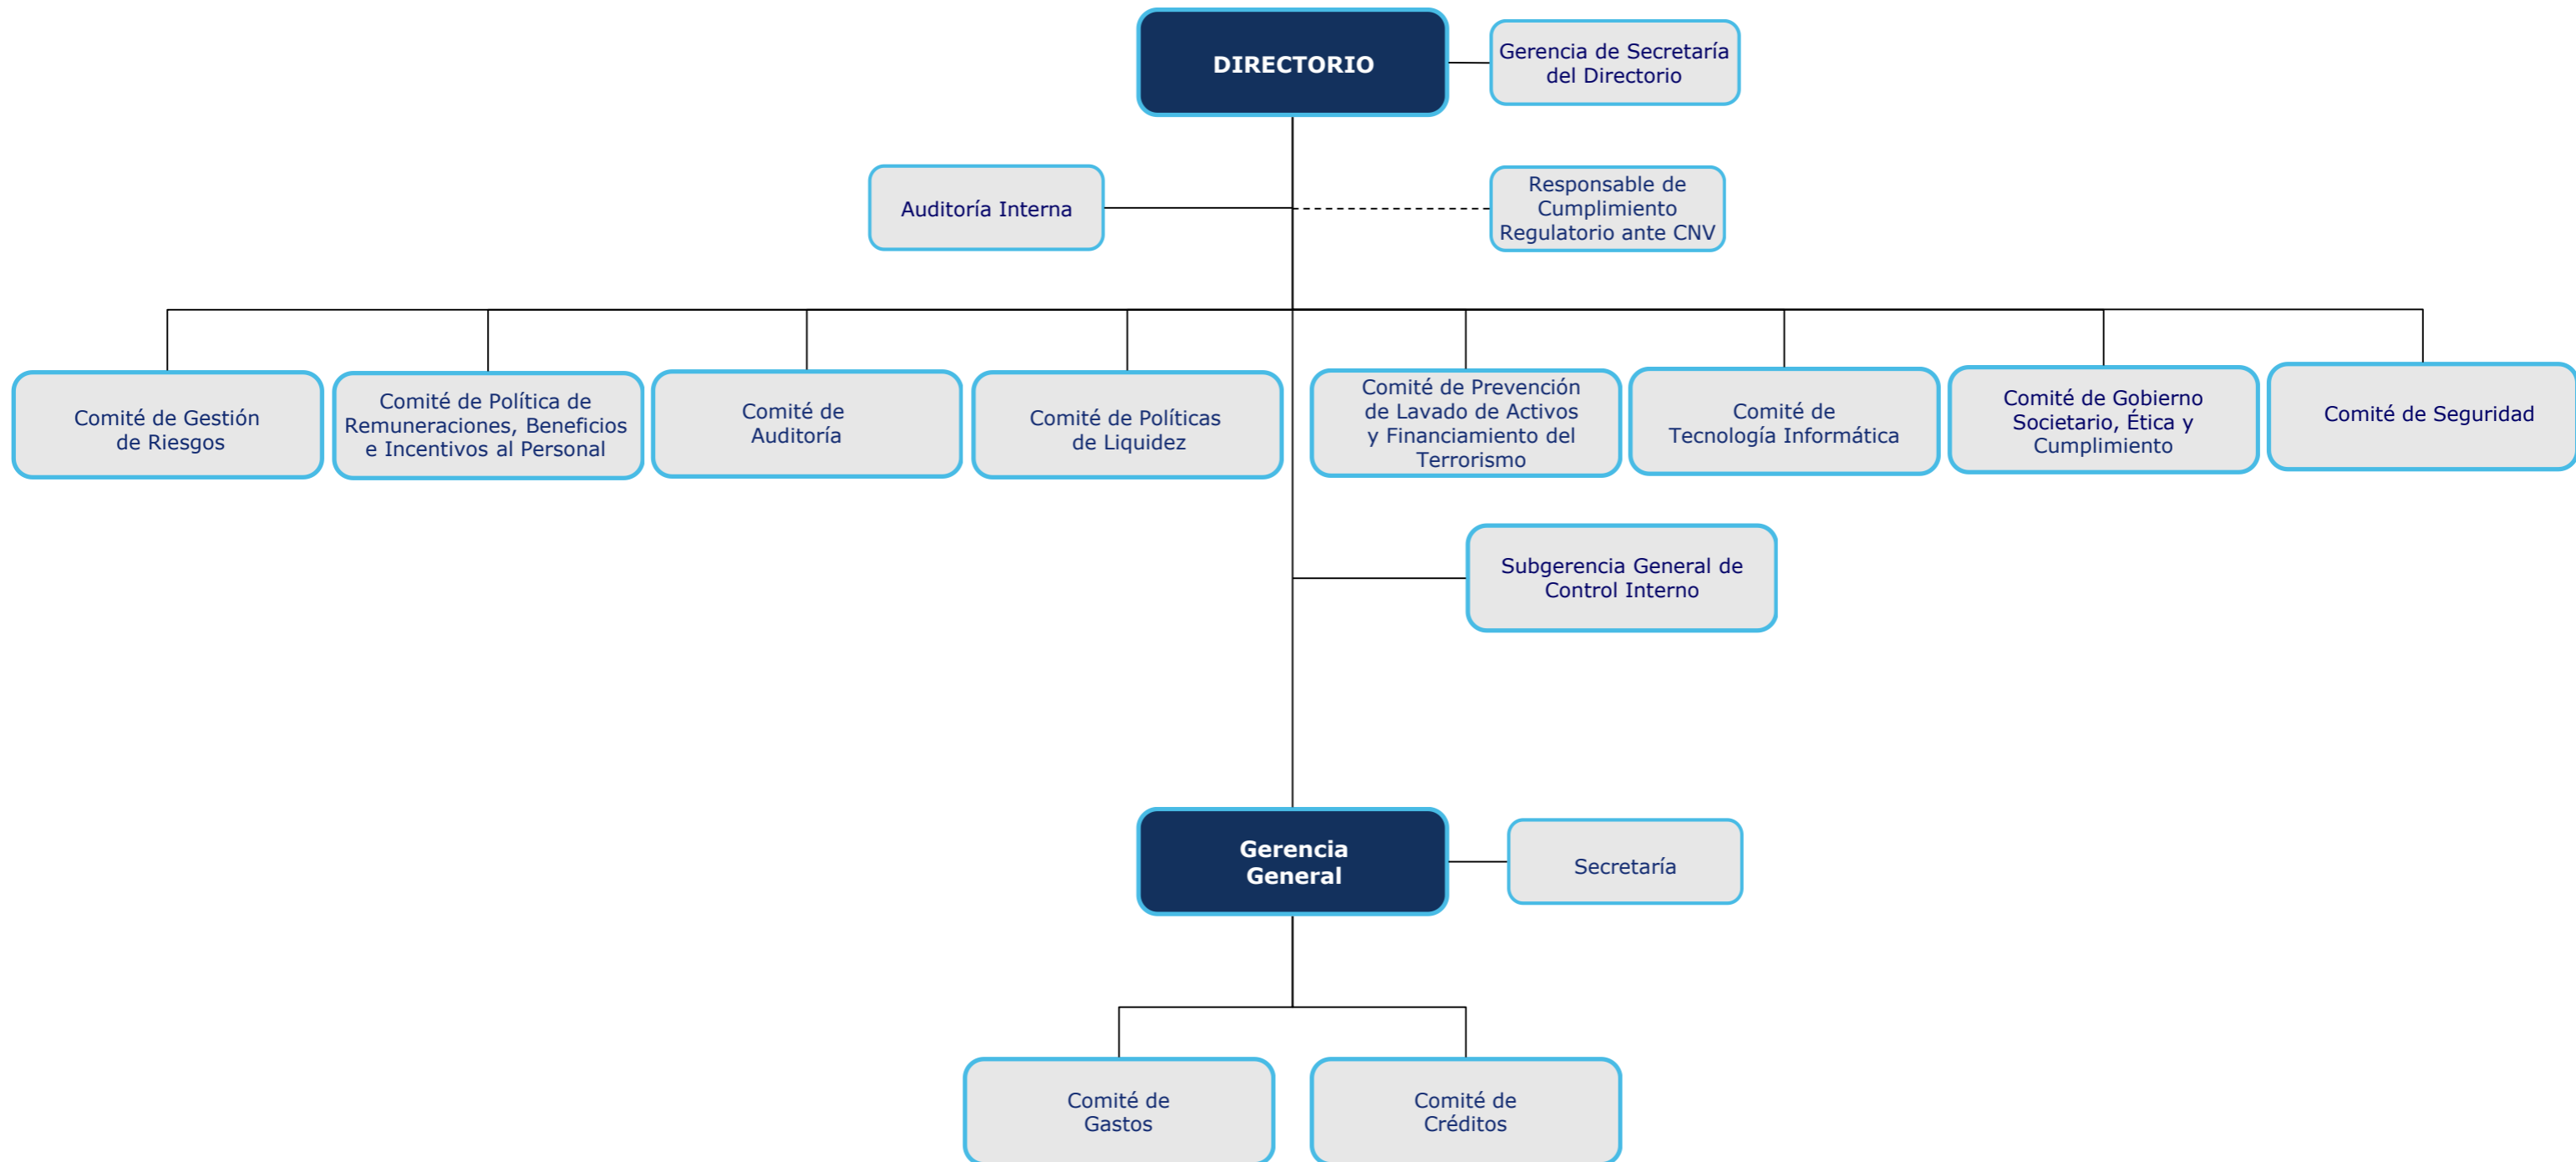 DIRECTORIO
Gerencia de Secretaría
del Directorio
Auditoría Interna
Responsable de
Cumplimiento
Regulatorio ante CNV
Comité de Gestión
de Riesgos
Comité de Política de
Remuneraciones, Beneficios
e Incentivos al Personal
Comité de
Auditoría
Comité de Políticas
de Liquidez
Comité de Prevención
de Lavado de Activos
y Financiamiento del
Terrorismo
Comité de
Tecnología Informática
Comité de Gobierno
Societario, Ética y
Cumplimiento
Comité de Seguridad
Subgerencia General de
Control Interno
Gerencia
General
Secretaría
Comité de
Gastos
Comité de
Créditos